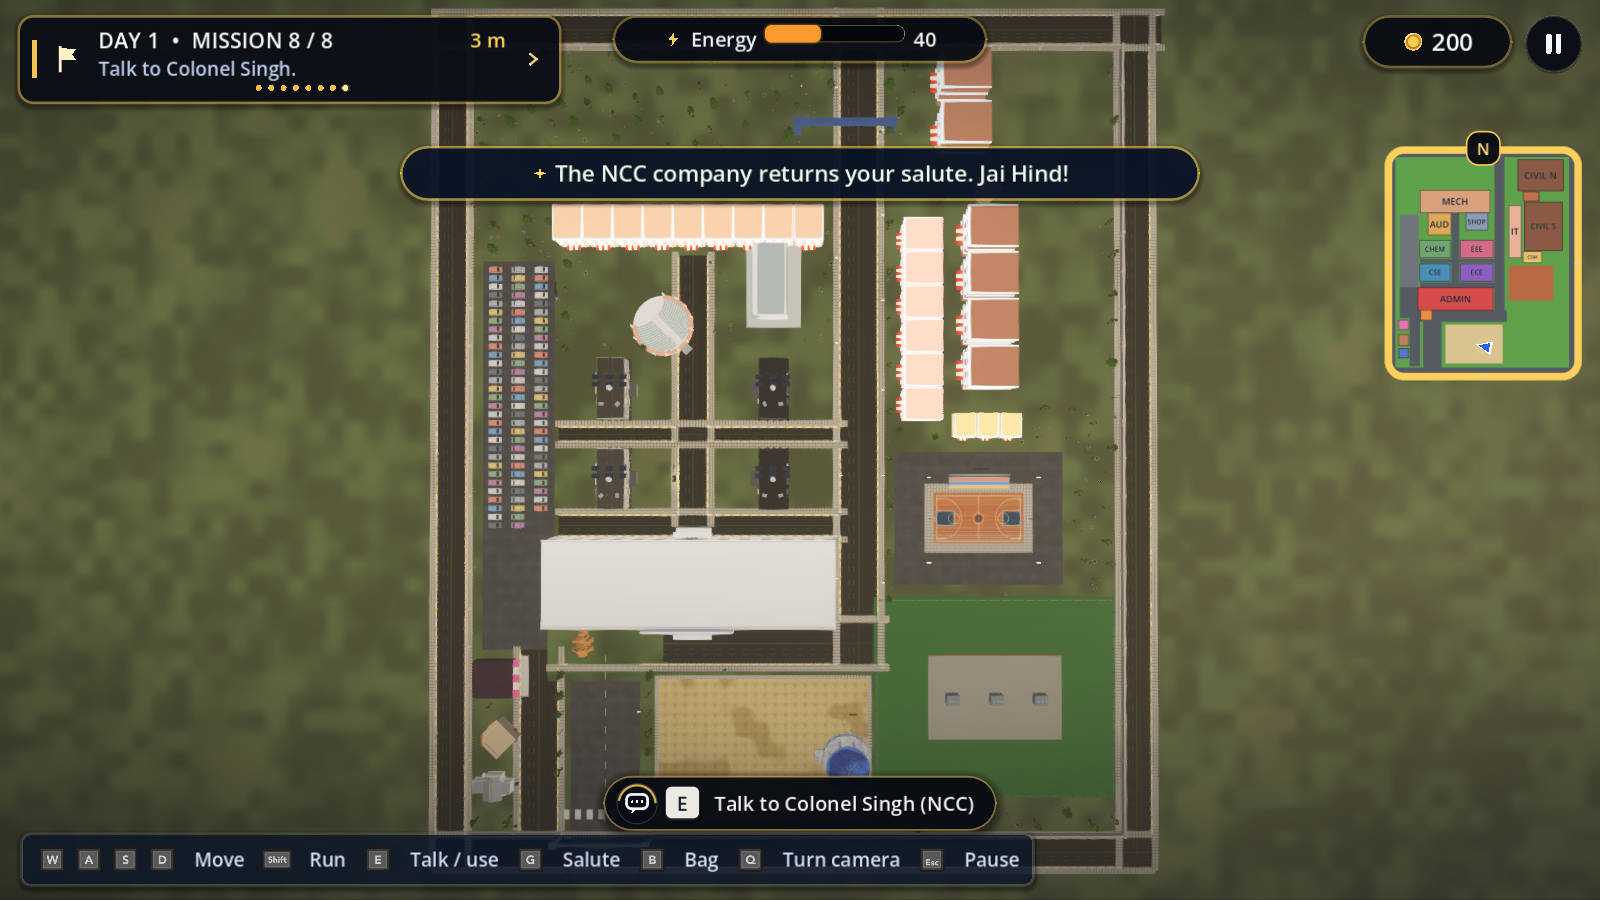 DAY 1 • MISSION 8 / 8
3 m
Talk to Colonel Singh.
Energy
40
200
The NCC company returns your salute. Jai Hind!
N
CIVIL N
MECH
AUD
SHOP
IT
CIVIL S
CHEM
EEE
COW
CSE
ECE
ADMIN
E Talk to Colonel Singh (NCC)
W A S D Move Shift Run E Talk / use G Salute B Bag Q Turn camera Esc Pause